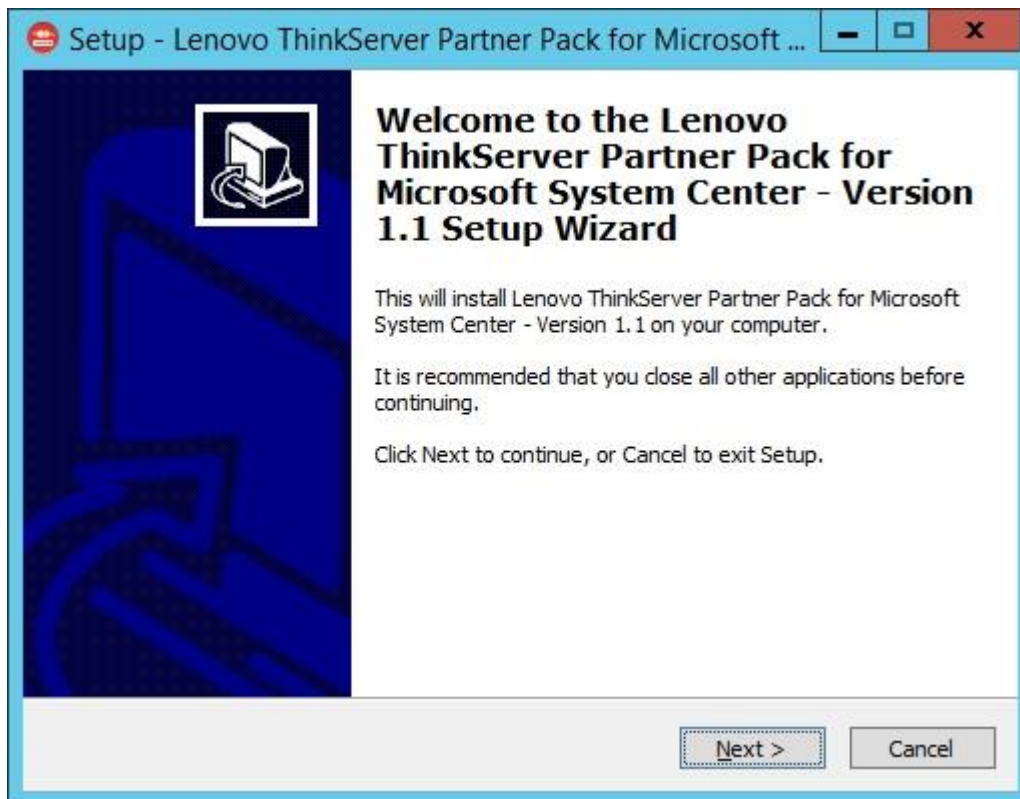 Setup - Lenovo ThinkServer Partner Pack for Microsoft ...
Welcome to the Lenovo
ThinkServer Partner Pack for
Microsoft System Center - Version
1.1 Setup Wizard
This will install Lenovo ThinkServer Partner Pack for Microsoft
System Center - Version 1.1 on your computer.
It is recommended that you close all other applications before
continuing.
Click Next to continue, or Cancel to exit Setup.
Next >
Cancel